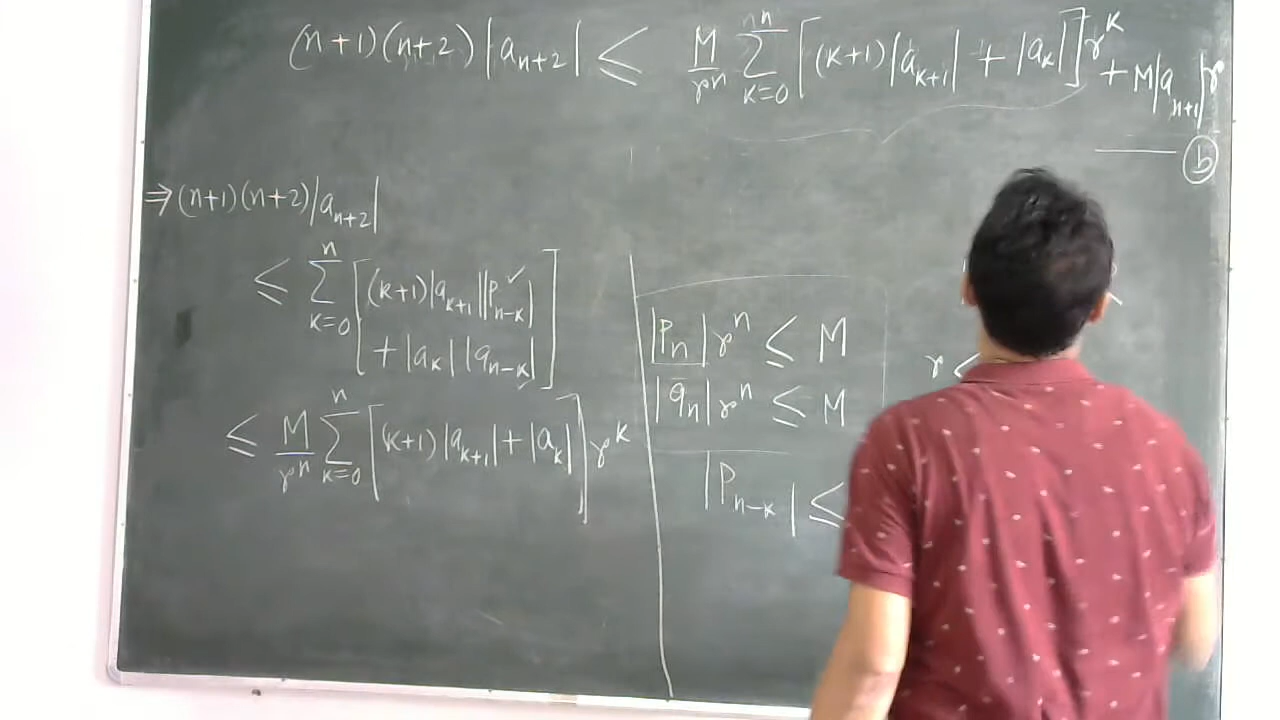 (n+1)(n+2)|a_{n+2}| ≤ M/r^n ∑_{k=0}^{n} [(k+1)|a_{k+1}| + |a_k|] r^k + M|a_{n+1}|r
——— (b)
⇒ (n+1)(n+2)|a_{n+2}|
≤ ∑_{k=0}^{n} [(k+1)|a_{k+1}||p_{n-k}|
+ |a_k||q_{n-k}|]
≤ M/r^n ∑_{k=0}^{n} [(k+1)|a_{k+1}| + |a_k|] r^k
|p_n| r^n ≤ M
|q_n| r^n ≤ M
|p_{n-k}| ≤
r <